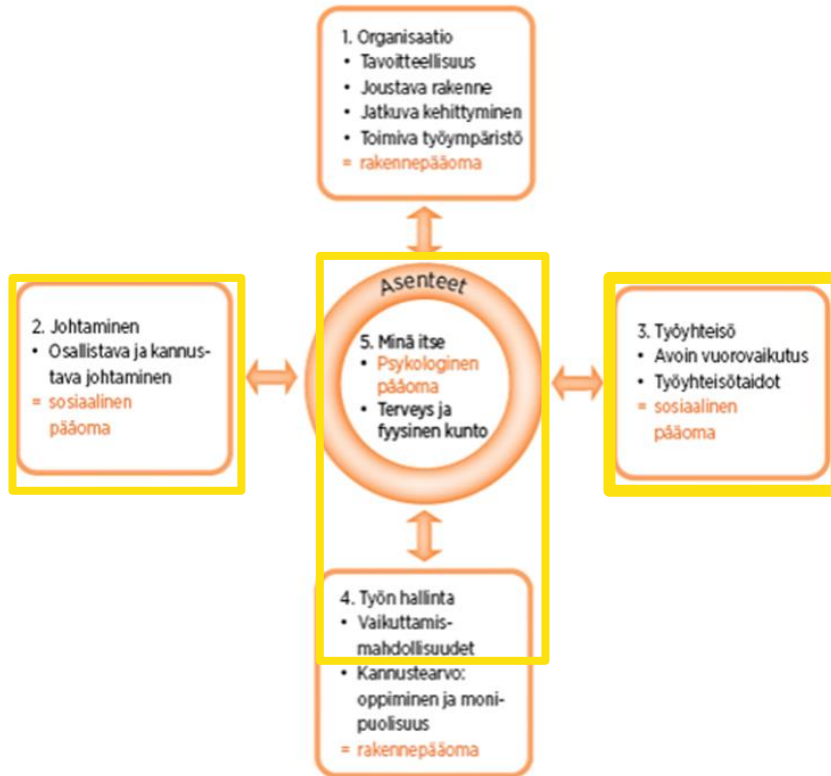 1. Organisaatio
• Tavoitteellisuus
• Joustava rakenne
• Jatkuva kehittyminen
• Toimiva työympäristö
= rakennepääoma
2. Johtaminen
• Osallistava ja kannus-
tava johtaminen
= sosiaalinen
pääoma
Asenteet
5. Minä itse
• Psykologinen
pääoma
• Terveys ja
fyysinen kunto
3. Työyhteisö
• Avoin vuorovaikutus
• Työyhteisötaidot
= sosiaalinen
pääoma
4. Työn hallinta
• Vaikuttamis-
mahdollisuudet
• Kannustearvo:
oppiminen ja moni-
puolisuus
= rakennepääoma